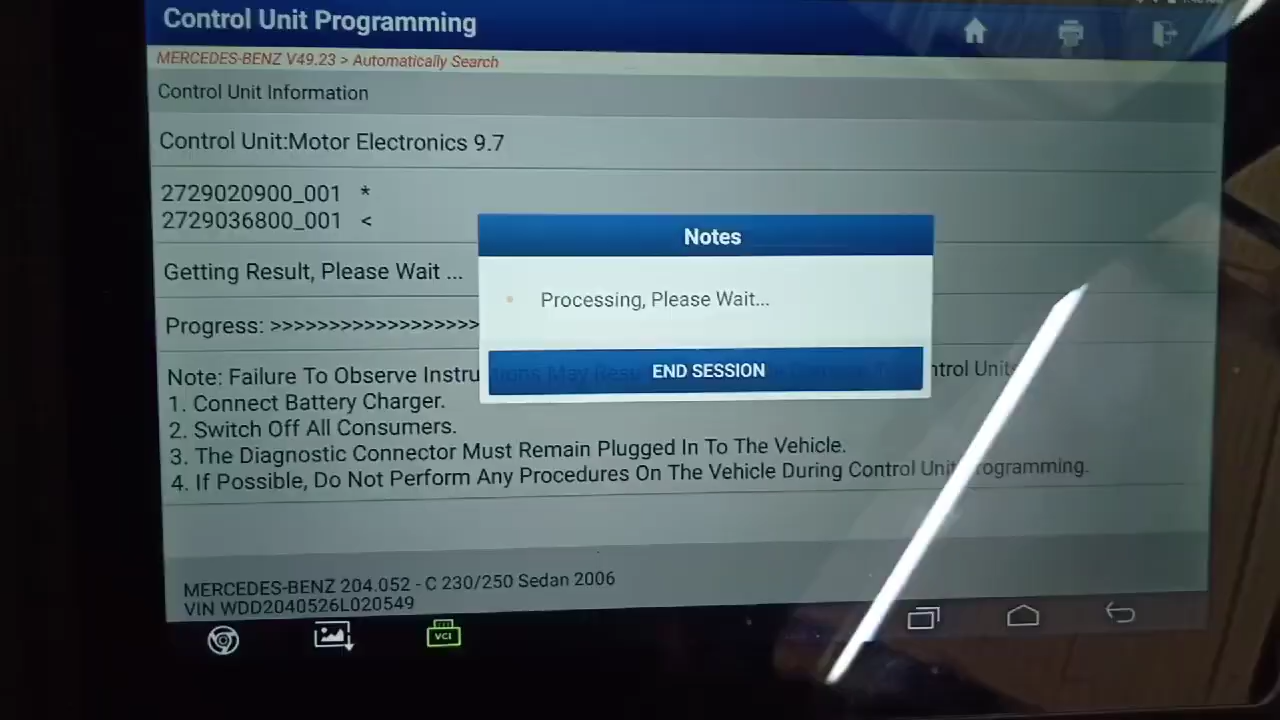 Control Unit Programming
MERCEDES-BENZ V49.23 > Automatically Search
Control Unit Information
Control Unit:Motor Electronics 9.7
2729020900_001 *
2729036800_001 <
Getting Result, Please Wait ...
Progress: >>>>>>>>>>>>>>>>>>
Notes
Processing, Please Wait...
END SESSION
Note: Failure To Observe Instructions May
1. Connect Battery Charger.
2. Switch Off All Consumers.
3. The Diagnostic Connector Must Remain Plugged In To The Vehicle.
4. If Possible, Do Not Perform Any Procedures On The Vehicle During Control Unit Programming.
MERCEDES-BENZ 204.052 - C 230/250 Sedan 2006
VIN WDD2040526L020549
VCI